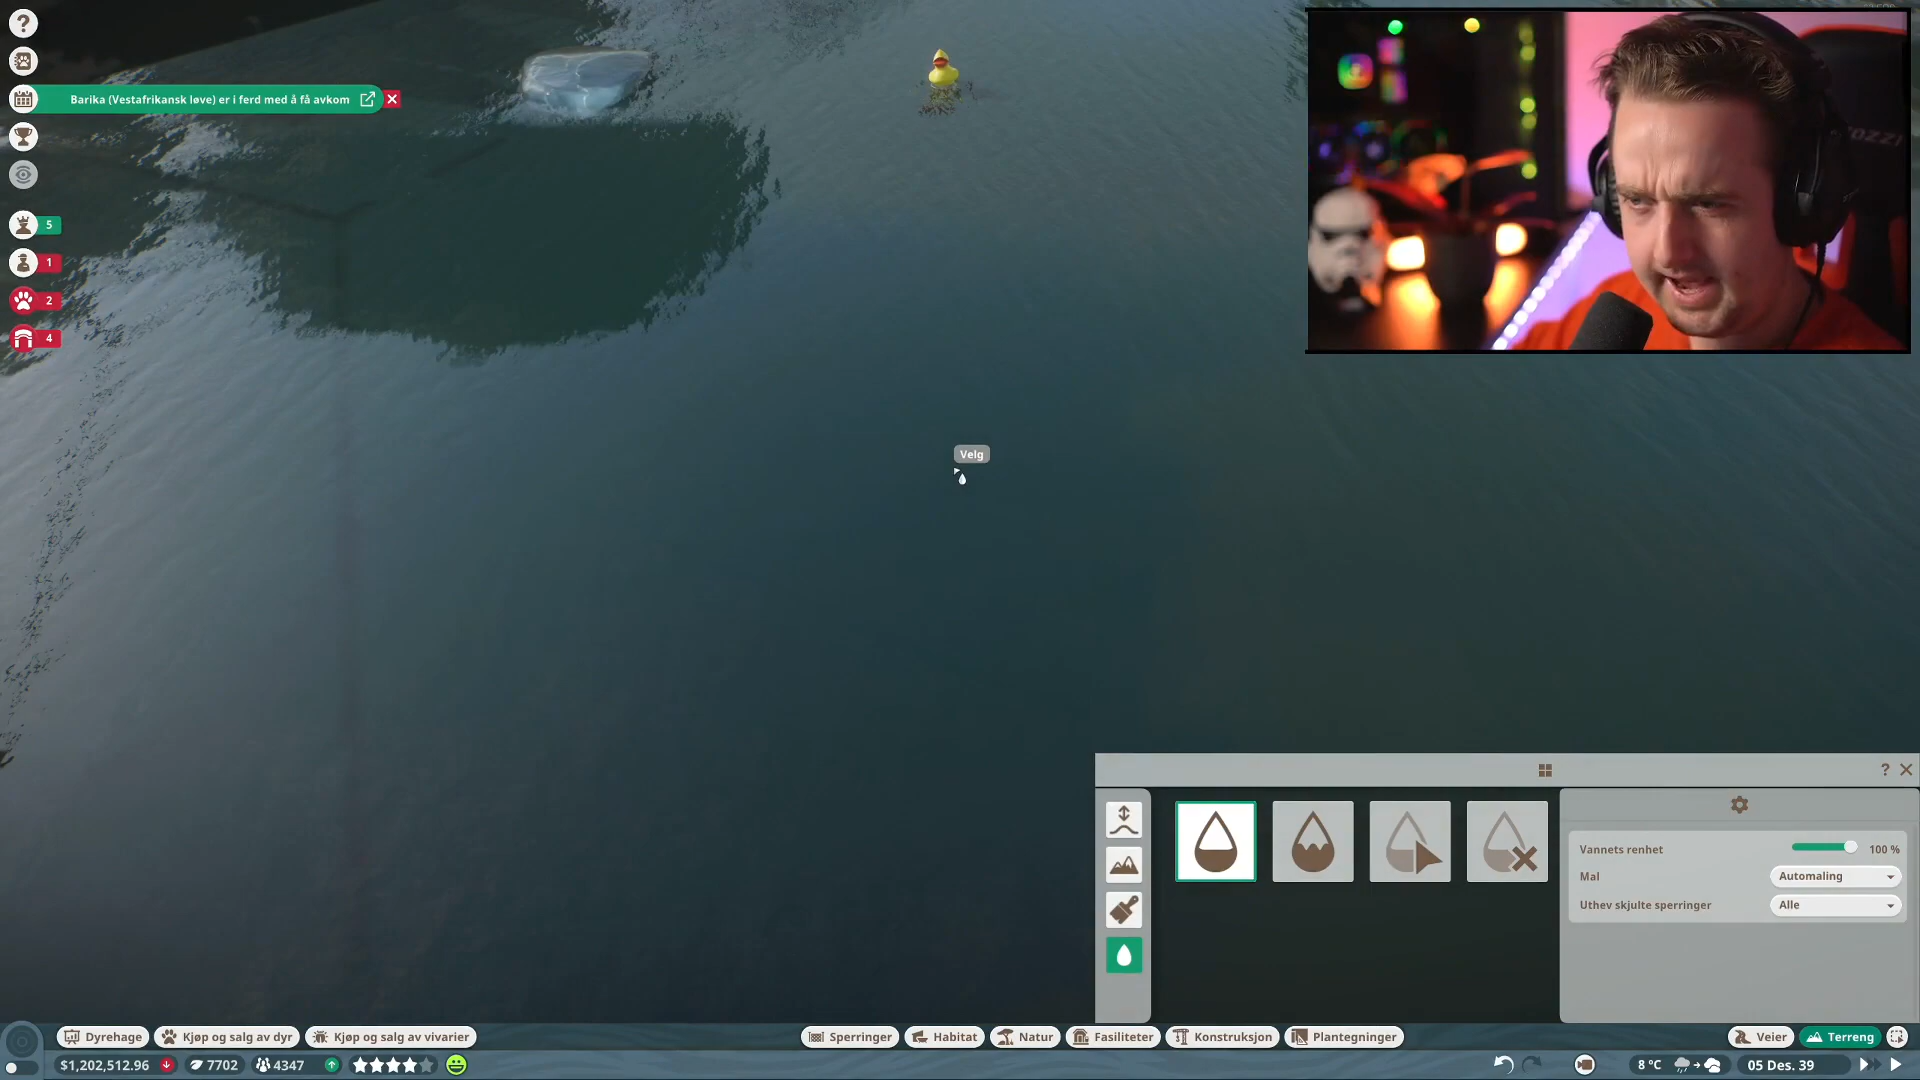 ?
Barika (Vestafrikansk løve) er i ferd med å få avkom
5
1
2
4
Velg
?
Vannets renhet 100 %
Mal Automaling
Uthev skjulte sperringer Alle
Dyrehage Kjøp og salg av dyr Kjøp og salg av vivarier Sperringer Habitat Natur Fasiliteter Konstruksjon Plantegninger Veier Terreng
$1,202,512.96 7702 4347 8 °C 05 Des. 39